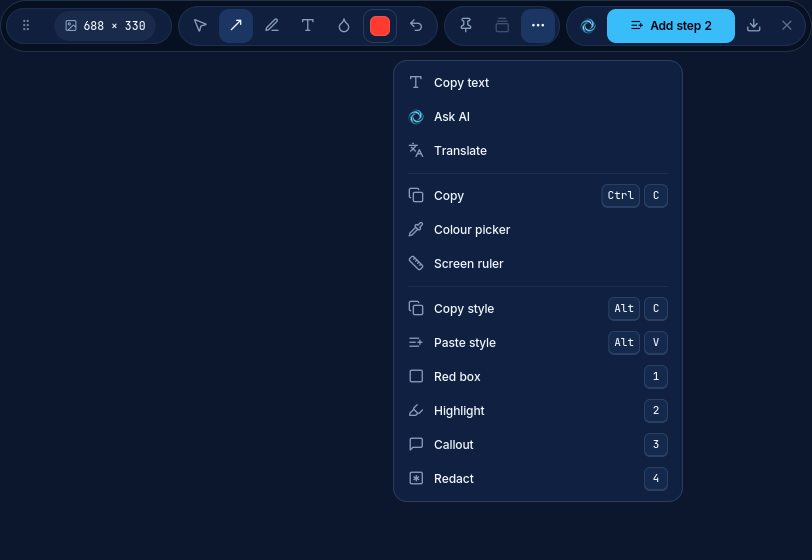 688 × 330
Add step 2
Copy text
Ask AI
Translate
Copy Ctrl C
Colour picker
Screen ruler
Copy style Alt C
Paste style Alt V
Red box 1
Highlight 2
Callout 3
Redact 4